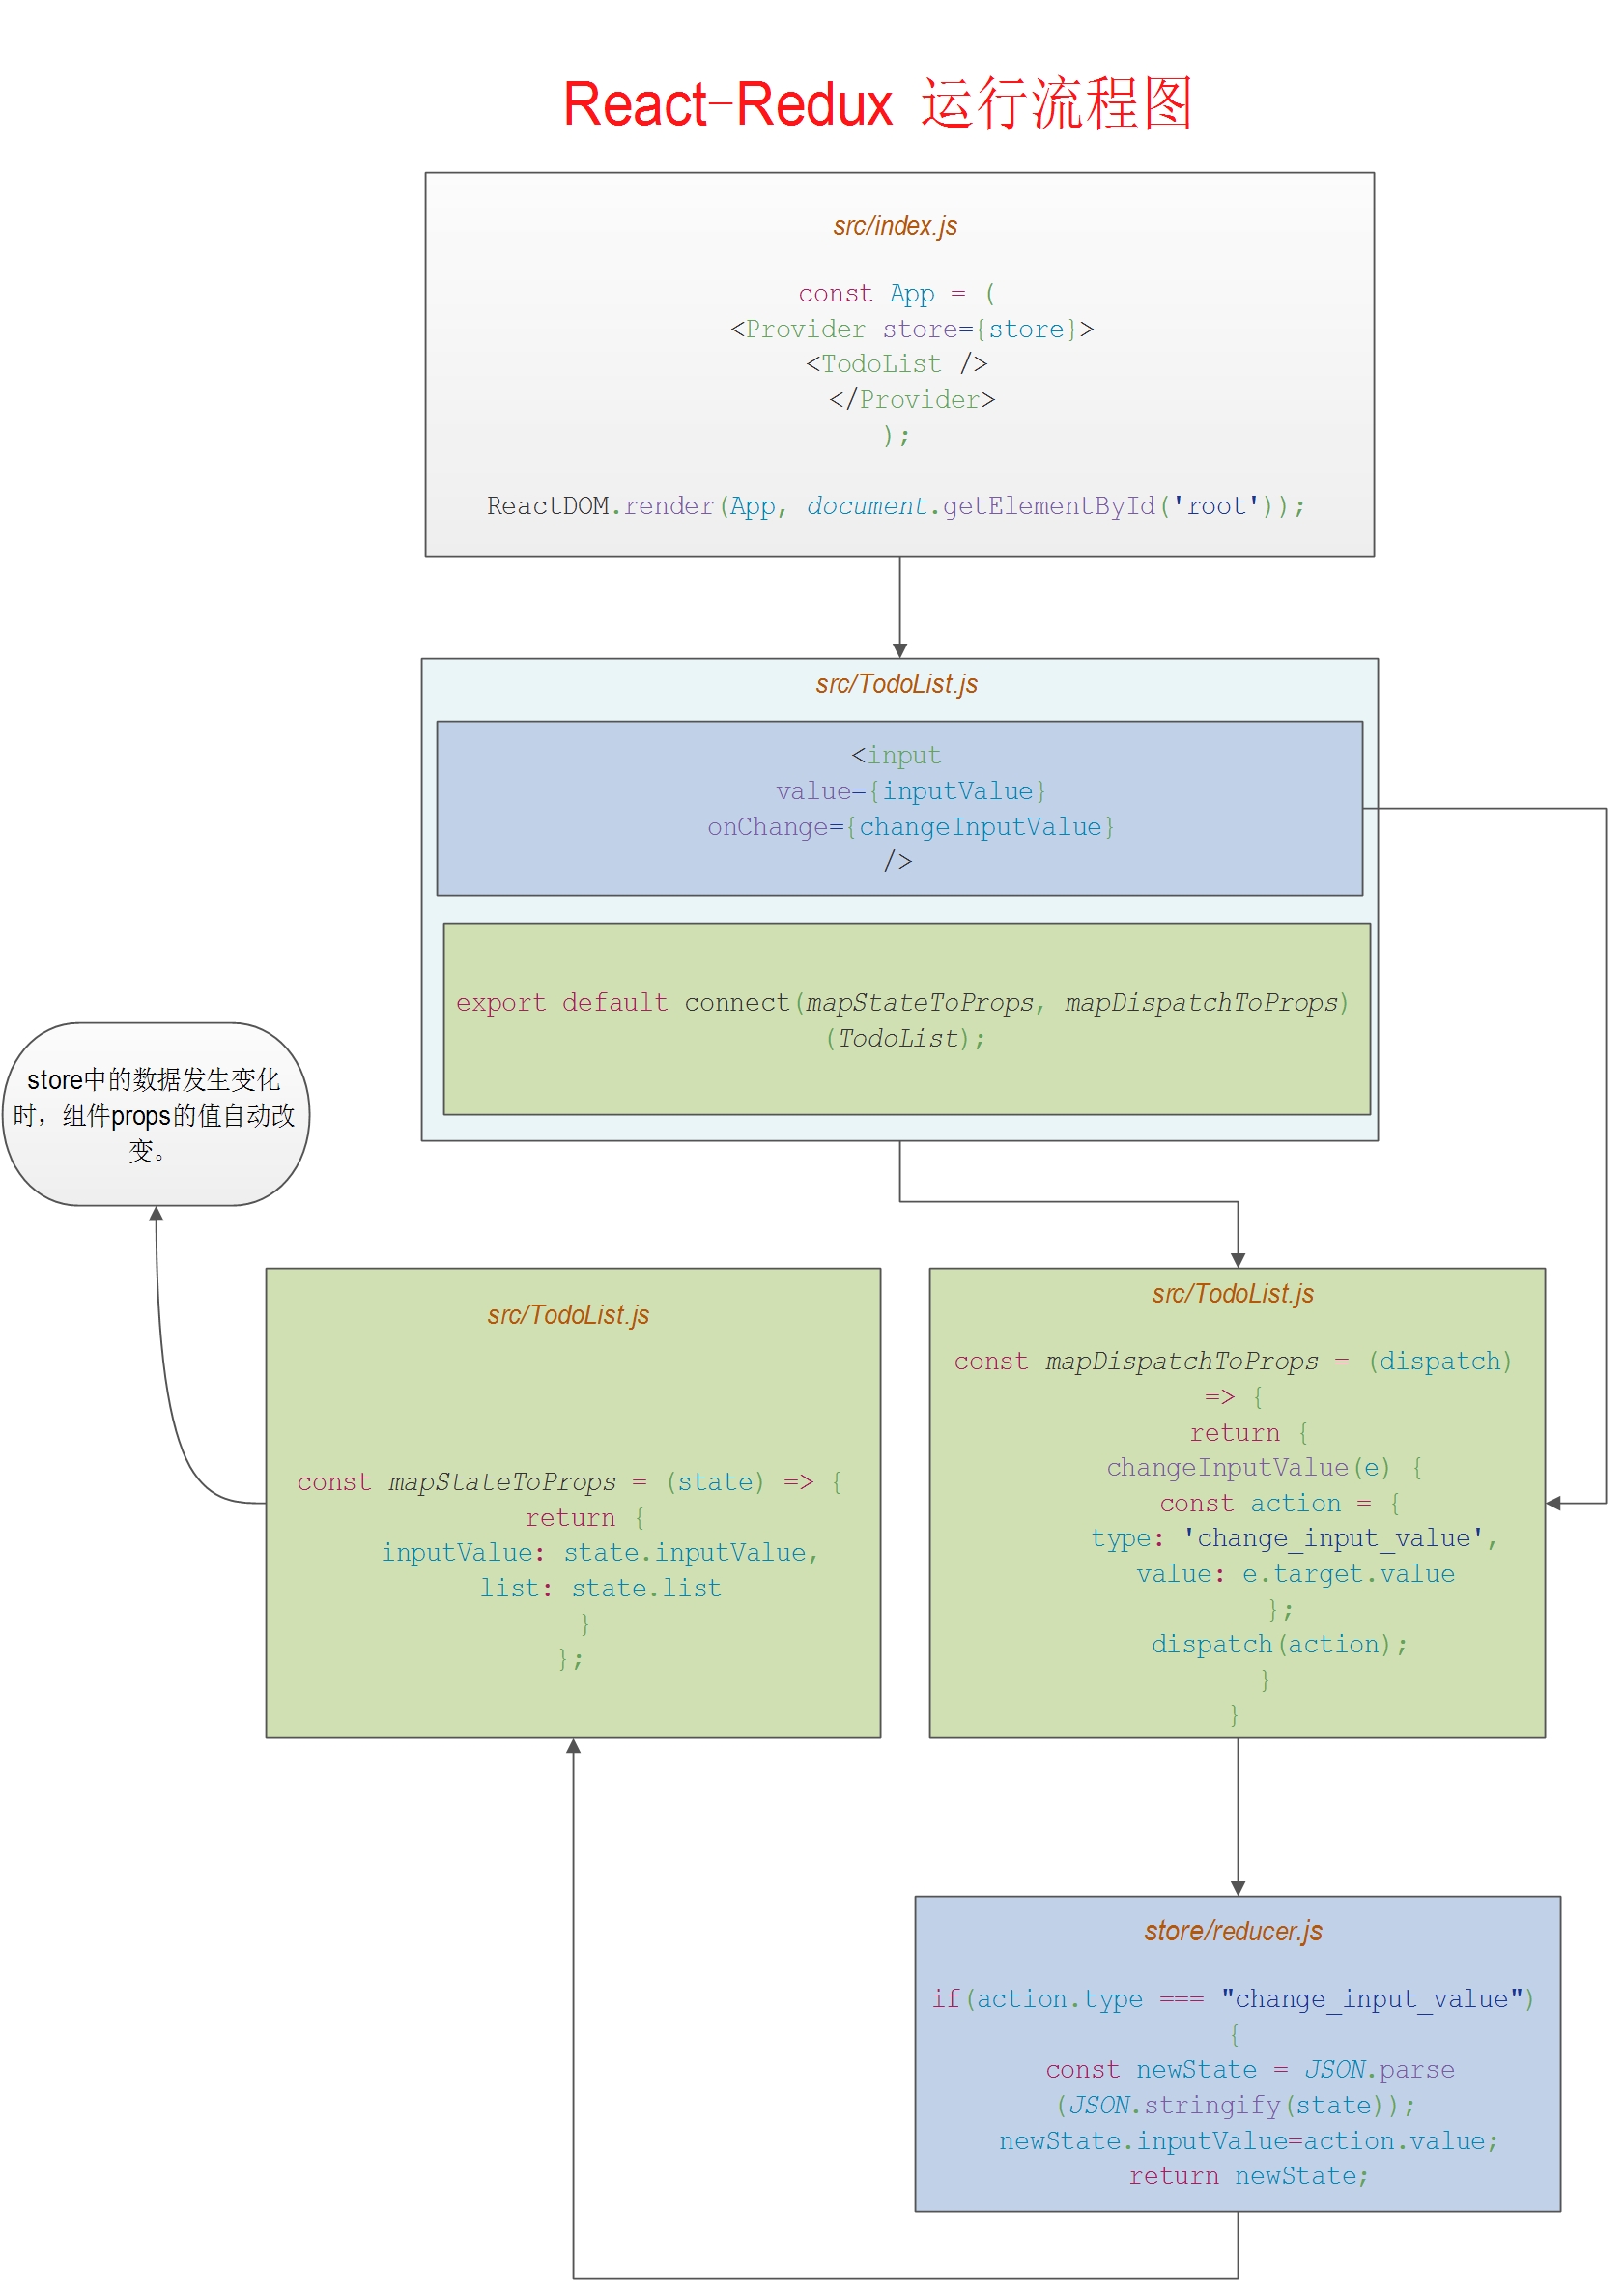 React-Redux 运行流程图
src/index.js
const App = (
<Provider store={store}>
<TodoList />
</Provider>
);
ReactDOM.render(App, document.getElementById('root'));
src/TodoList.js
<input
value={inputValue}
onChange={changeInputValue}
/>
export default connect(mapStateToProps, mapDispatchToProps)
(TodoList);
store中的数据发生变化
时，组件props的值自动改
变。
src/TodoList.js
const mapStateToProps = (state) => {
return {
inputValue: state.inputValue,
list: state.list
}
};
src/TodoList.js
const mapDispatchToProps = (dispatch)
=> {
return {
changeInputValue(e) {
const action = {
type: 'change_input_value',
value: e.target.value
};
dispatch(action);
}
}
store/reducer.js
if(action.type === "change_input_value")
{
const newState = JSON.parse
(JSON.stringify(state));
newState.inputValue=action.value;
return newState;